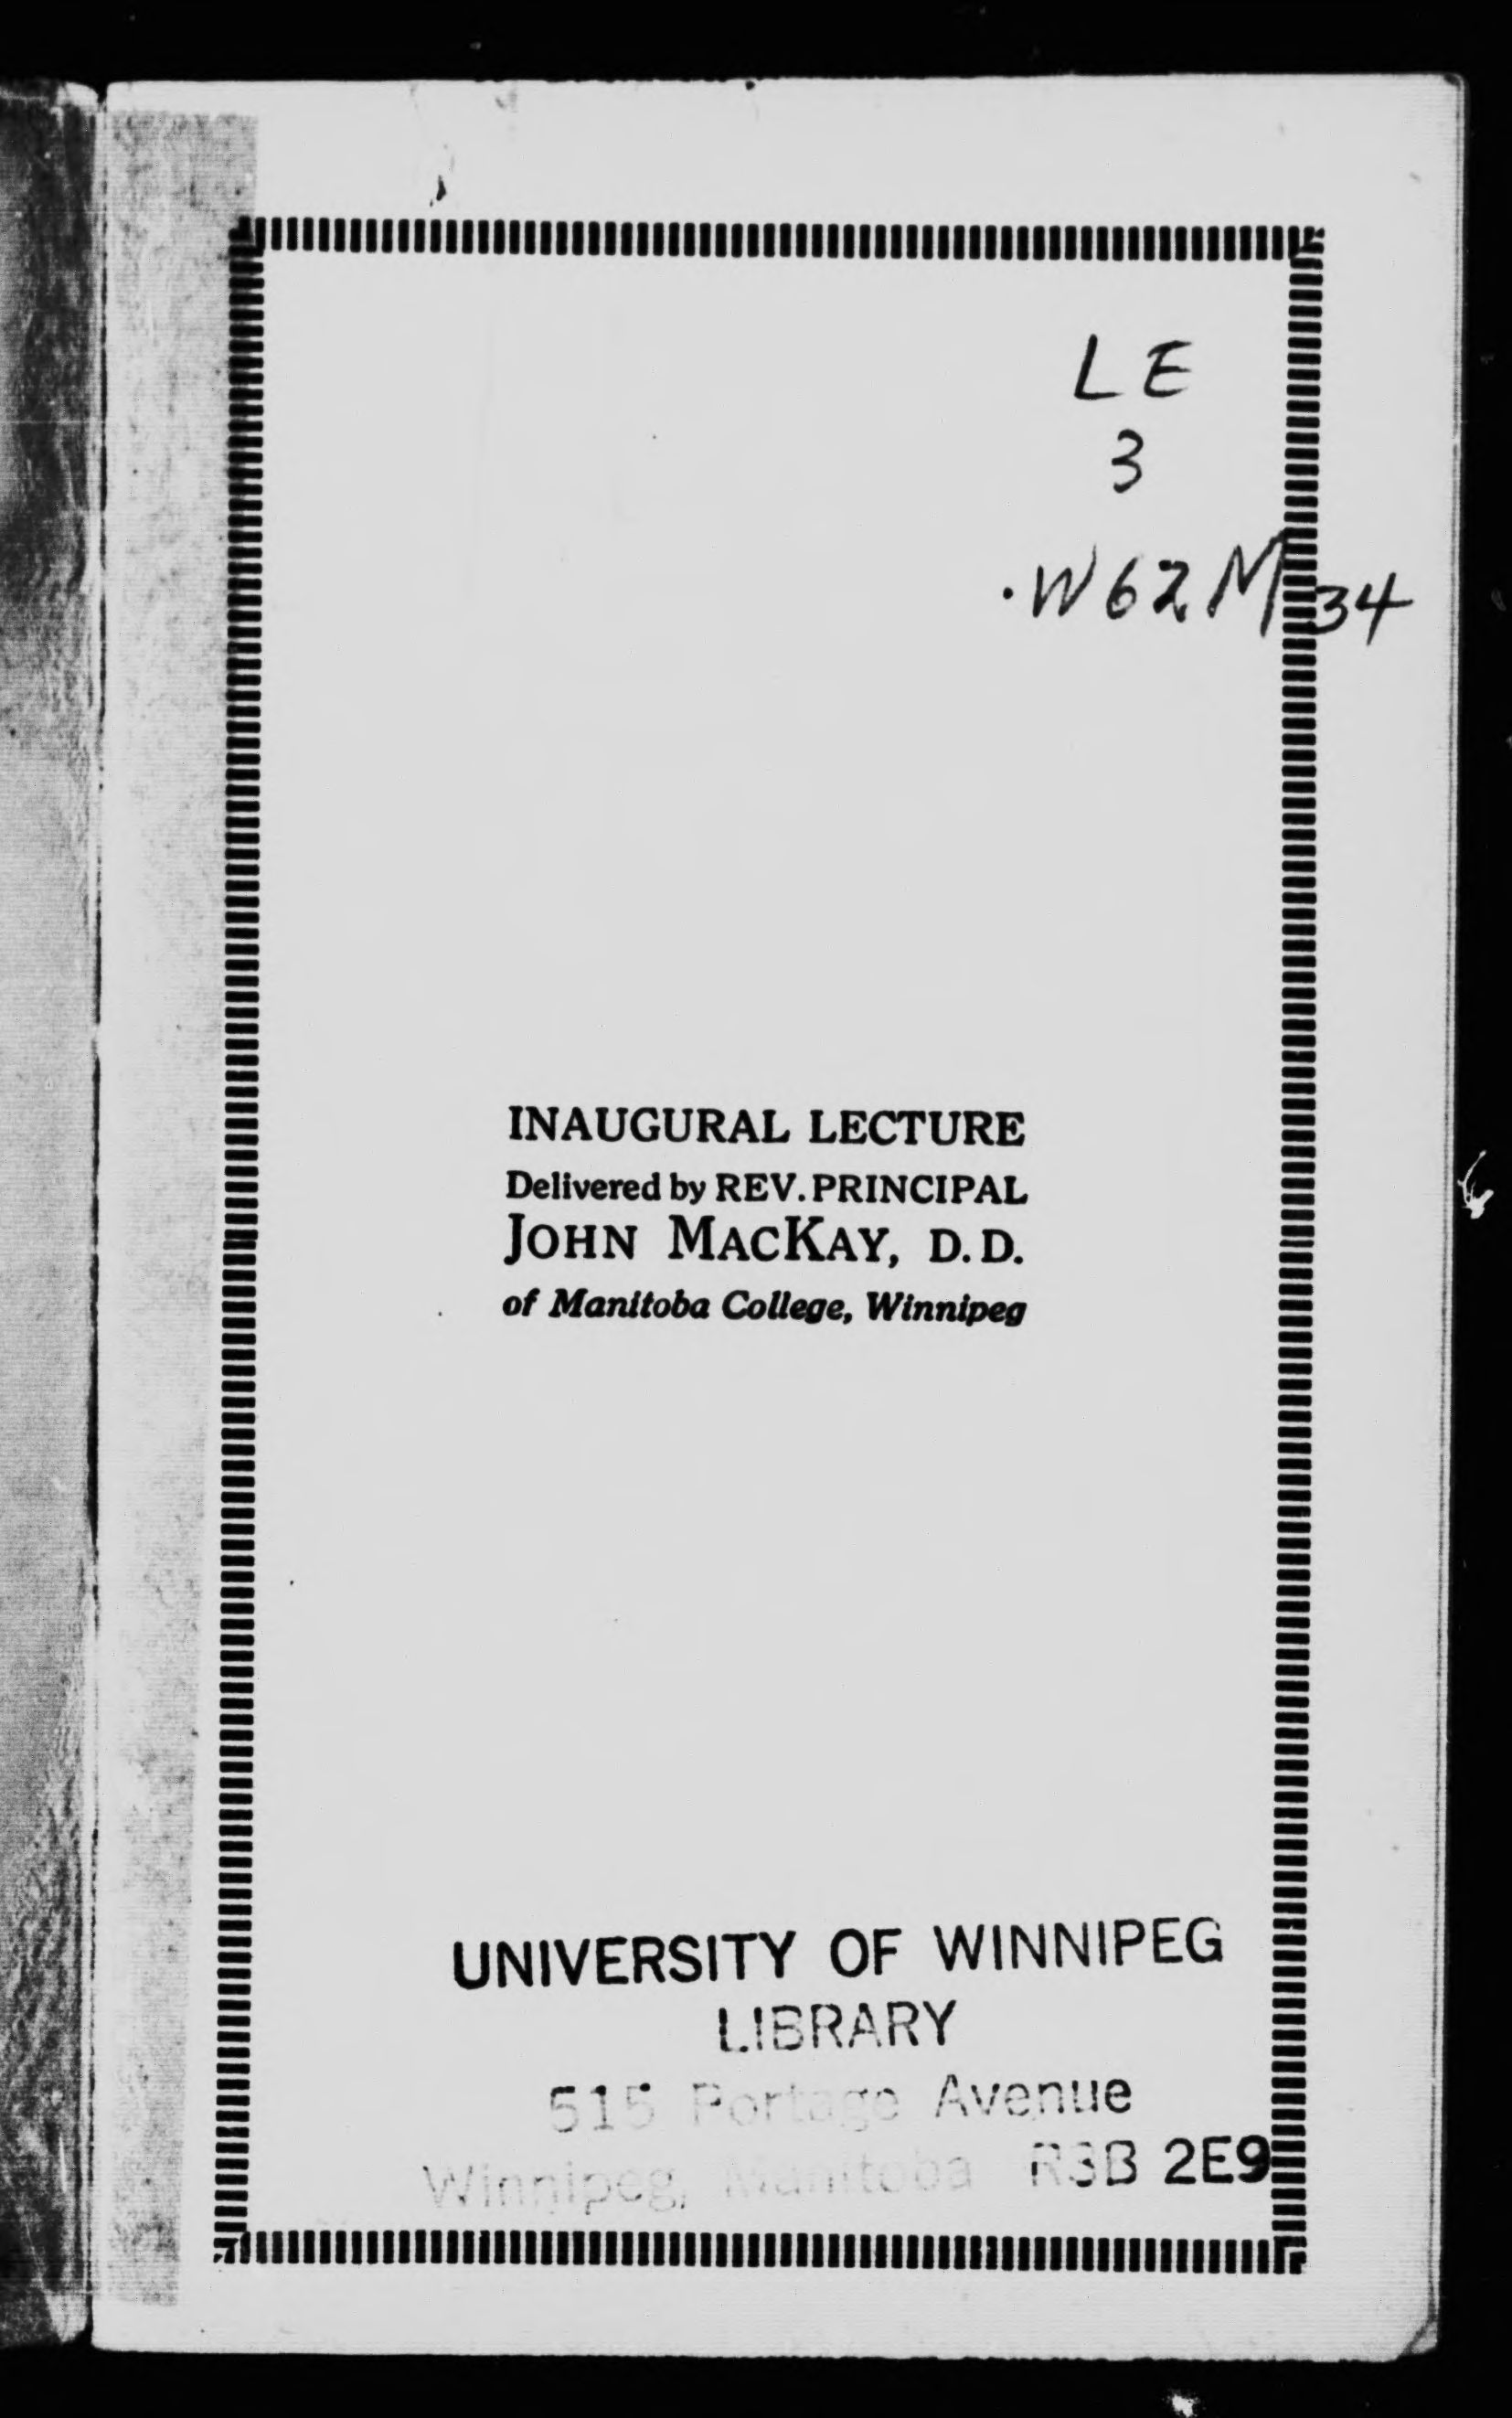 LE
3
.W62M34
INAUGURAL LECTURE
Delivered by REV. PRINCIPAL
JOHN MACKAY, D.D.
of Manitoba College, Winnipeg
UNIVERSITY OF WINNIPEG
LIBRARY
515 Portage Avenue
Winnipeg, Manitoba R3B 2E9